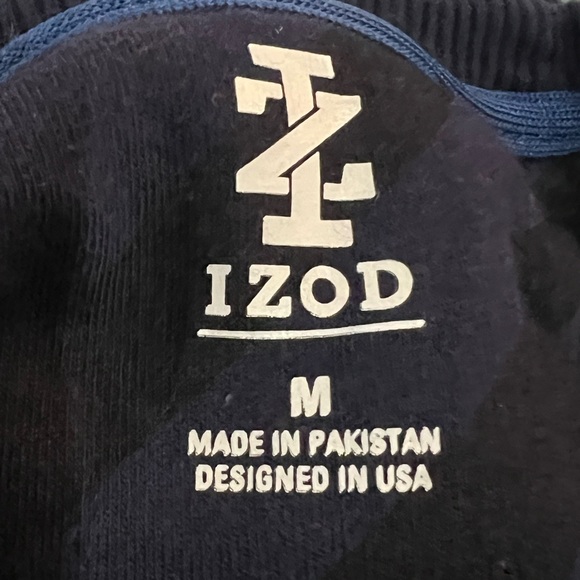 IZOD
M
MADE IN PAKISTAN
DESIGNED IN USA